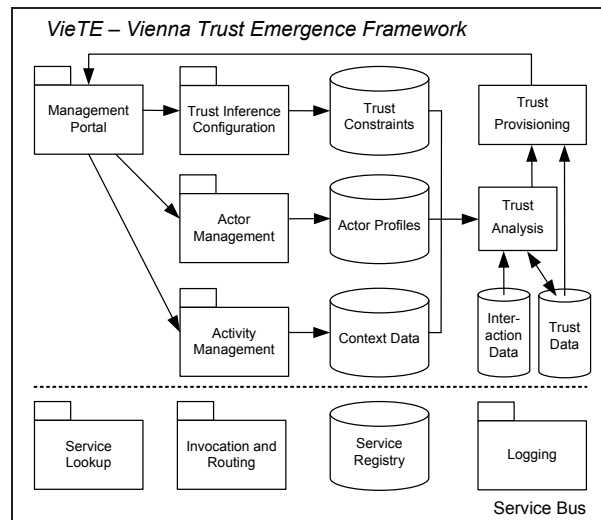 VieTE – Vienna Trust Emergence Framework
Management
Portal
Trust Inference
Configuration
Trust
Constraints
Trust
Provisioning
Actor
Management
Actor Profiles
Trust
Analysis
Activity
Management
Context Data
Inter-
action
Data
Trust
Data
Service
Lookup
Invocation and
Routing
Service
Registry
Logging
Service Bus